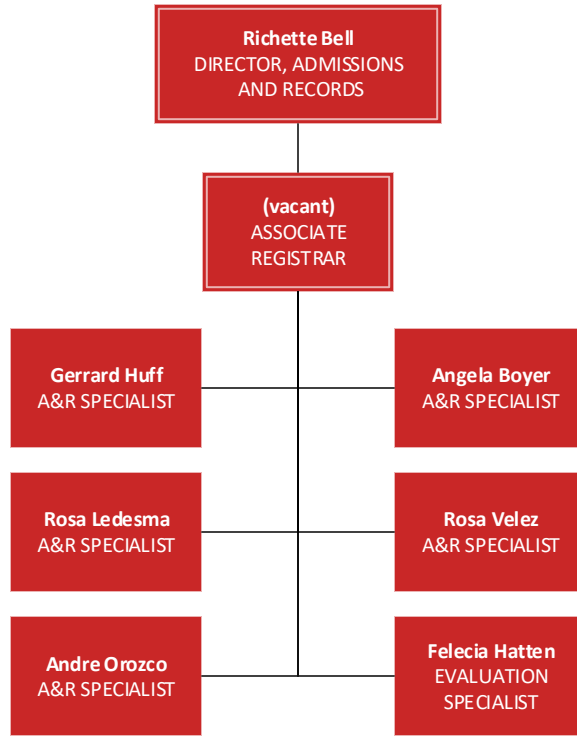 Richette Bell
DIRECTOR, ADMISSIONS
AND RECORDS
(vacant)
ASSOCIATE
REGISTRAR
Gerrard Huff
A&R SPECIALIST
Angela Boyer
A&R SPECIALIST
Rosa Ledesma
A&R SPECIALIST
Rosa Velez
A&R SPECIALIST
Andre Orozco
A&R SPECIALIST
Felecia Hatten
EVALUATION
SPECIALIST